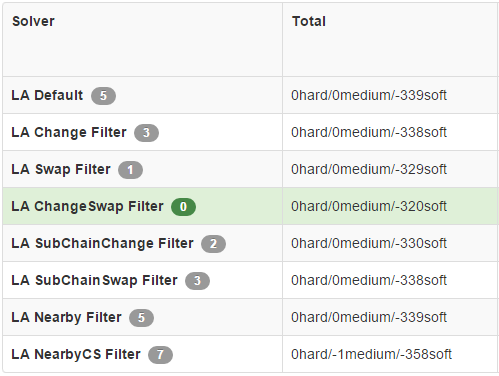 Solver Total
LA Default 5 0hard/0medium/-339soft
LA Change Filter 3 0hard/0medium/-338soft
LA Swap Filter 1 0hard/0medium/-329soft
LA ChangeSwap Filter 0 0hard/0medium/-320soft
LA SubChainChange Filter 2 0hard/0medium/-330soft
LA SubChainSwap Filter 3 0hard/0medium/-338soft
LA Nearby Filter 5 0hard/0medium/-339soft
LA NearbyCS Filter 7 0hard/-1medium/-358soft